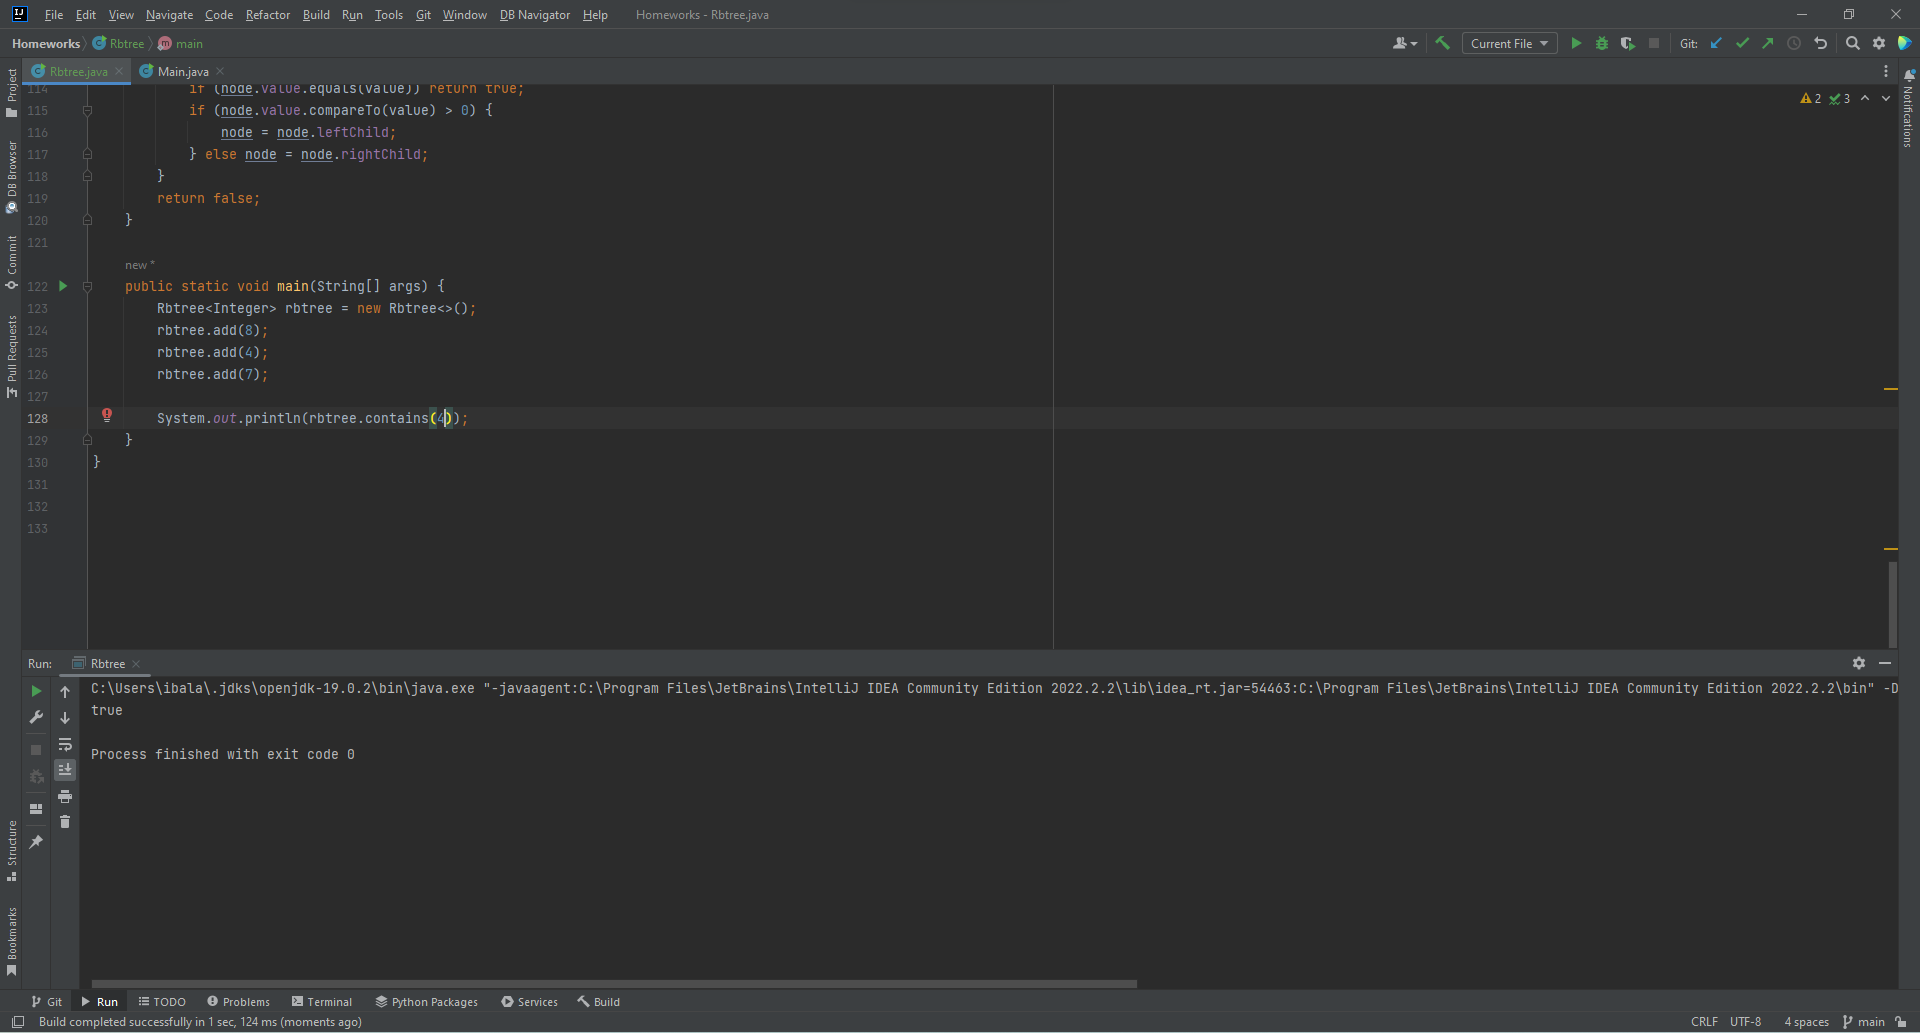 File Edit View Navigate Code Refactor Build Run Tools Git Window DB Navigator Help Homeworks - Rbtree.java
Homeworks Rbtree main Current File Git:
Rbtree.java Main.java
114 if (node.value.equals(value)) return true;
115 if (node.value.compareTo(value) > 0) {
116 node = node.leftChild;
117 } else node = node.rightChild;
118 }
119 return false;
120 }
121
new *
122 public static void main(String[] args) {
123 Rbtree<Integer> rbtree = new Rbtree<>();
124 rbtree.add(8);
125 rbtree.add(4);
126 rbtree.add(7);
127
128 System.out.println(rbtree.contains(4));
129 }
130 }
131
132
133
2 3
Project
DB Browser
Commit
Pull Requests
Structure
Bookmarks
Notifications
Run: Rbtree
C:\Users\ibala\.jdks\openjdk-19.0.2\bin\java.exe "-javaagent:C:\Program Files\JetBrains\IntelliJ IDEA Community Edition 2022.2.2\lib\idea_rt.jar=54463:C:\Program Files\JetBrains\IntelliJ IDEA Community Edition 2022.2.2\bin" -D
true
Process finished with exit code 0
Git Run TODO Problems Terminal Python Packages Services Build
Build completed successfully in 1 sec, 124 ms (moments ago) CRLF UTF-8 4 spaces main